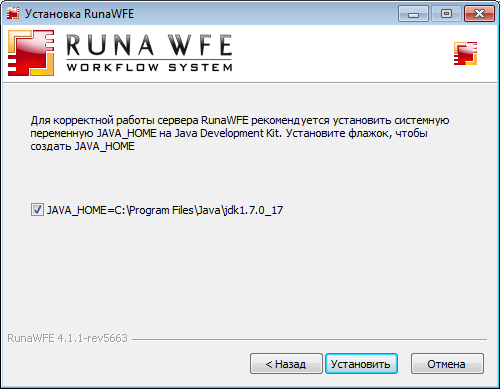 Установка RunaWFE
RUNA WFE
WORKFLOW SYSTEM
Для корректной работы сервера RunaWFE рекомендуется установить системную
переменную JAVA_HOME на Java Development Kit. Установите флажок, чтобы
создать JAVA_HOME
JAVA_HOME=C:\Program Files\Java\jdk1.7.0_17
RunaWFE 4.1.1-rev5663
< Назад
Установить
Отмена